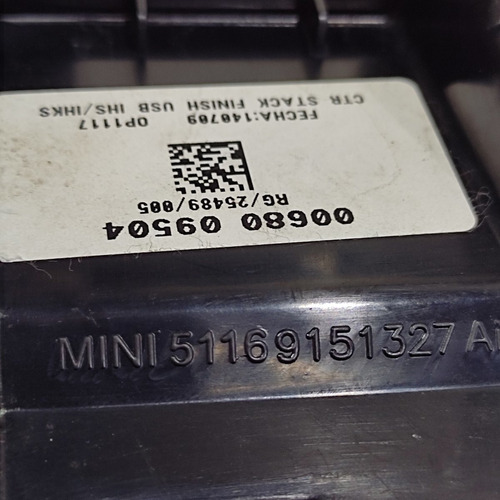 00680 09504
RG/25489/005
FECHA:140709 OP1117
CTR STACK FINISH USB IHS/IHKS
MINI 51169151327